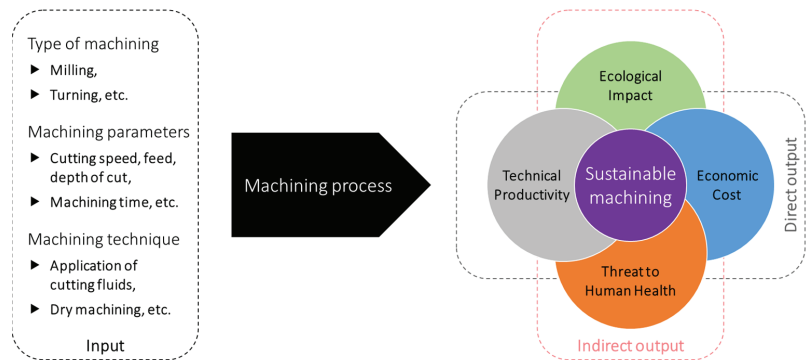 Type of machining
Milling,
Turning, etc.
Machining parameters
Cutting speed, feed,
depth of cut,
Machining time, etc.
Machining technique
Application of
cutting fluids,
Dry machining, etc.
Input
Machining process
Ecological
Impact
Technical
Productivity
Sustainable
machining
Economic
Cost
Threat to
Human Health
Direct output
Indirect output